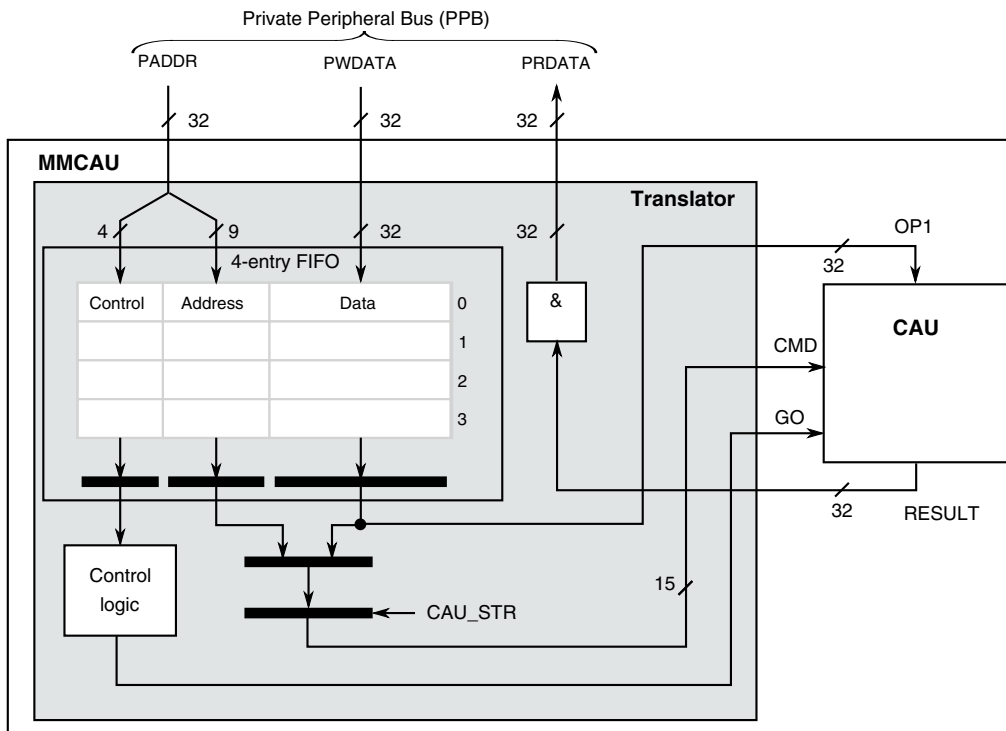 Private Peripheral Bus (PPB)
PADDR
PWDATA
PRDATA
32
32
32
MMCAU
Translator
4
9
32
32
OP1
32
4-entry FIFO
Control
Address
Data
0
1
2
3
&
CAU
CMD
GO
32
RESULT
Control
logic
15
CAU_STR